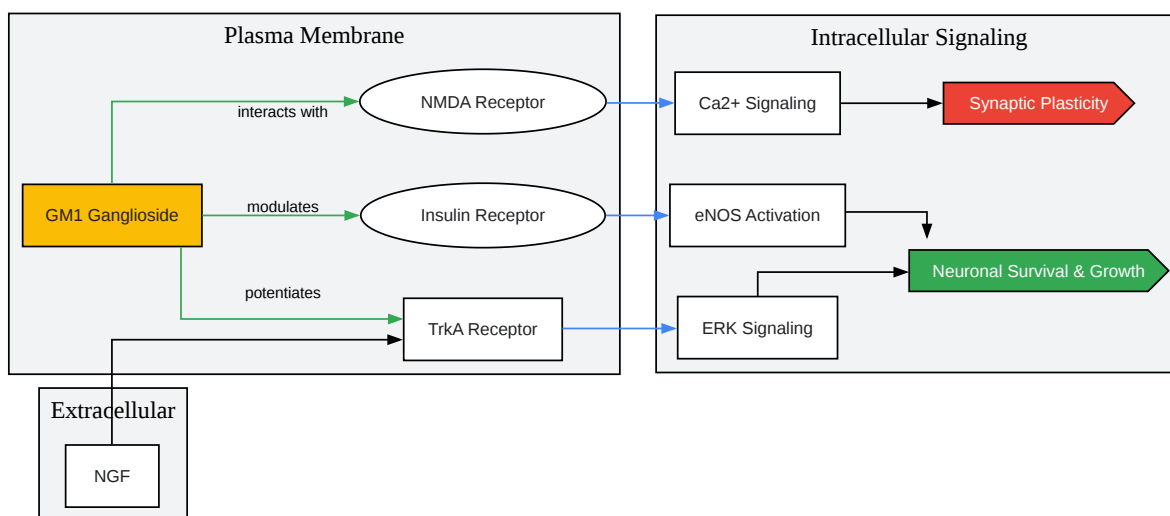 Plasma Membrane
Intracellular Signaling
NMDA Receptor
Ca2+ Signaling
Synaptic Plasticity
interacts with
GM1 Ganglioside
modulates
Insulin Receptor
eNOS Activation
Neuronal Survival & Growth
potentiates
TrkA Receptor
ERK Signaling
Extracellular
NGF